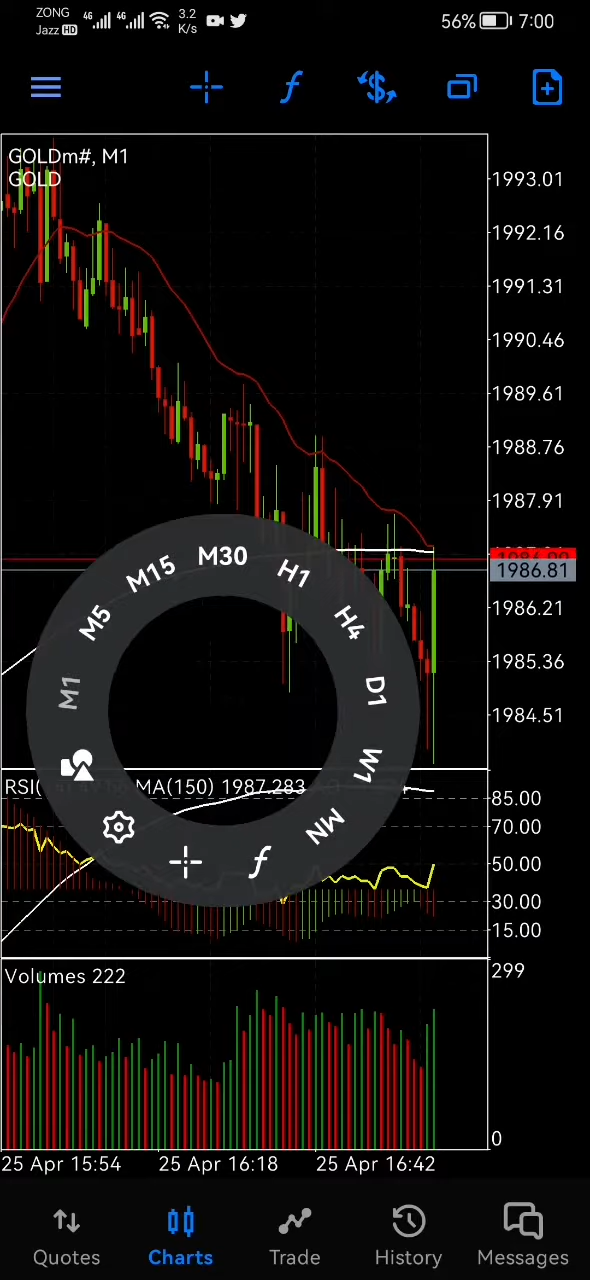 ZONG 4G 4G 3.2 56% 7:00
Jazz HD K/s
GOLDm#, M1
GOLD
1993.01
1992.16
1991.31
1990.46
1989.61
1988.76
1987.91
1986.81
1986.21
1985.36
1984.51
M1 M5 M15 M30 H1 H4 D1 W1 MN
RSI( MA(150) 1987.283
85.00
70.00
50.00
30.00
15.00
Volumes 222
299
0
25 Apr 15:54 25 Apr 16:18 25 Apr 16:42
Quotes Charts Trade History Messages